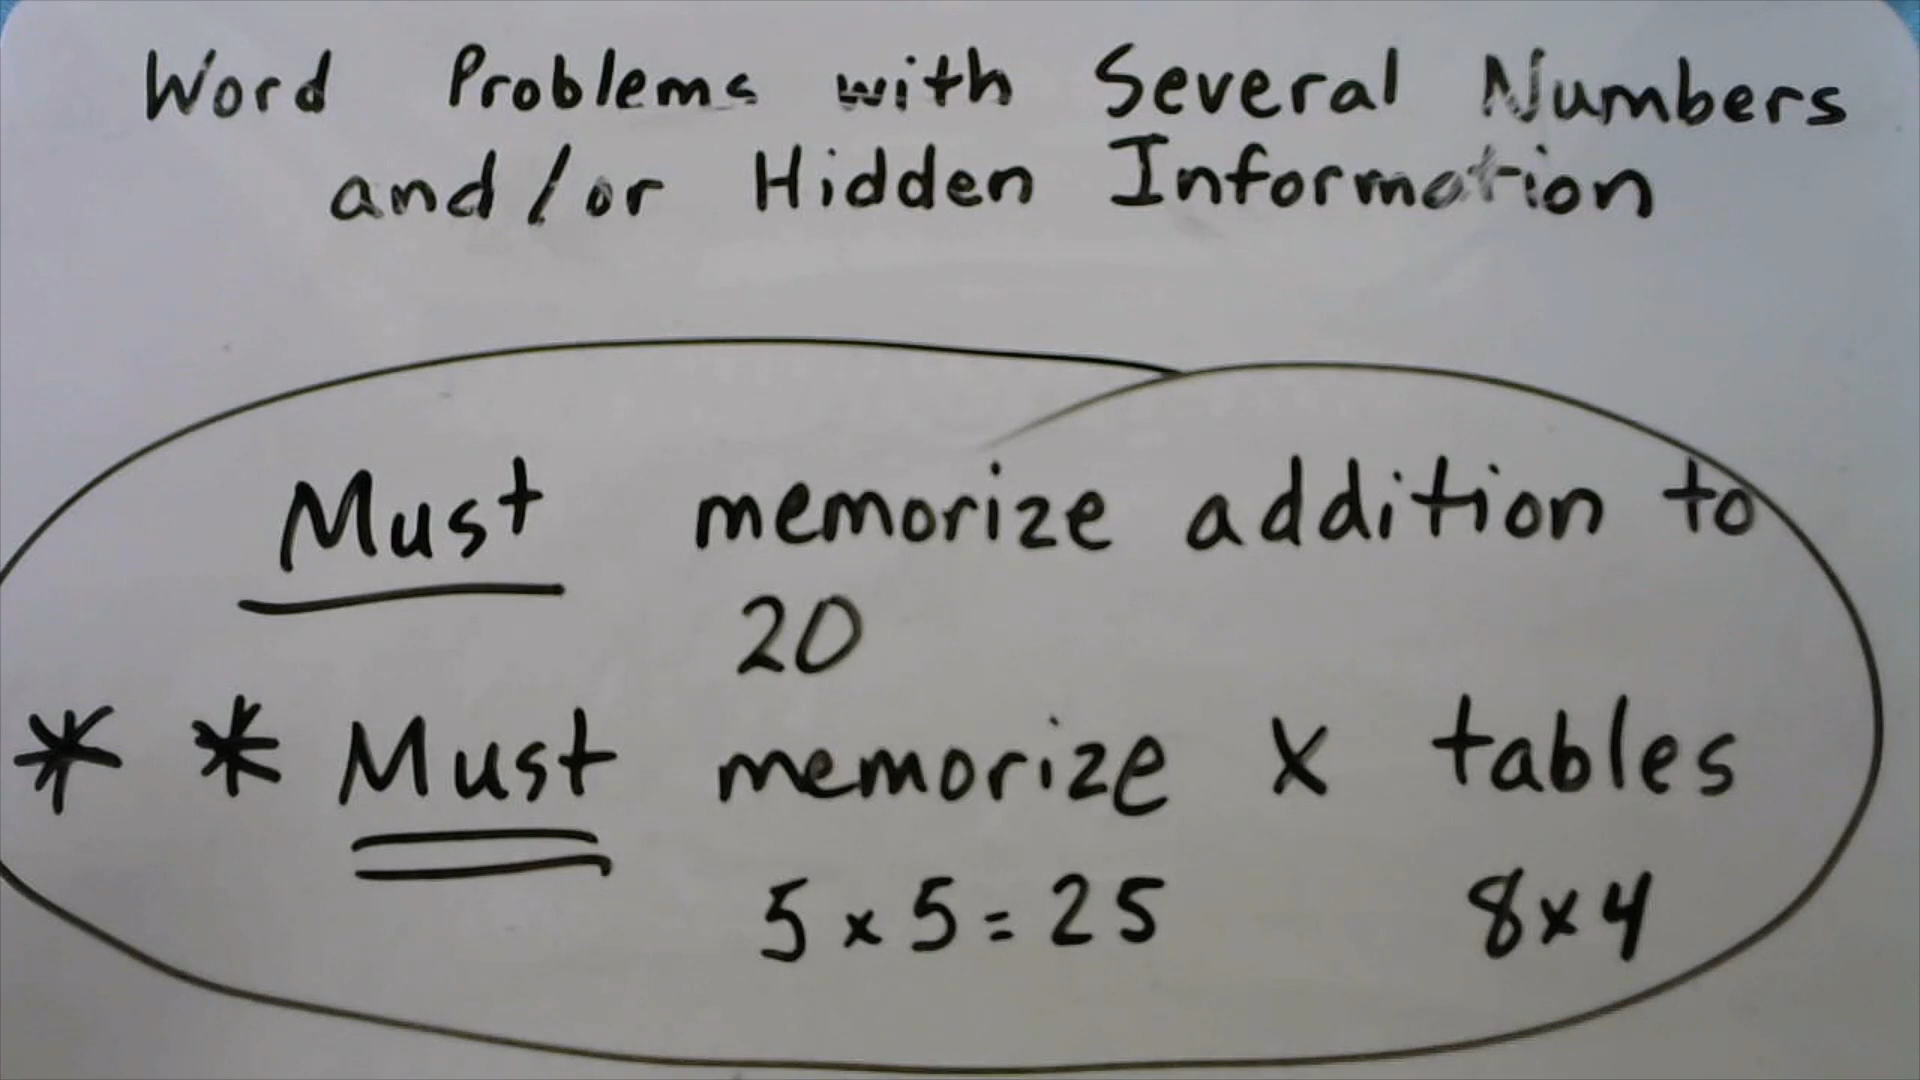 Word Problems with Several Numbers
and/or Hidden Information
Must memorize addition to
20
* * Must memorize x tables
5 x 5 = 25 8 x 4